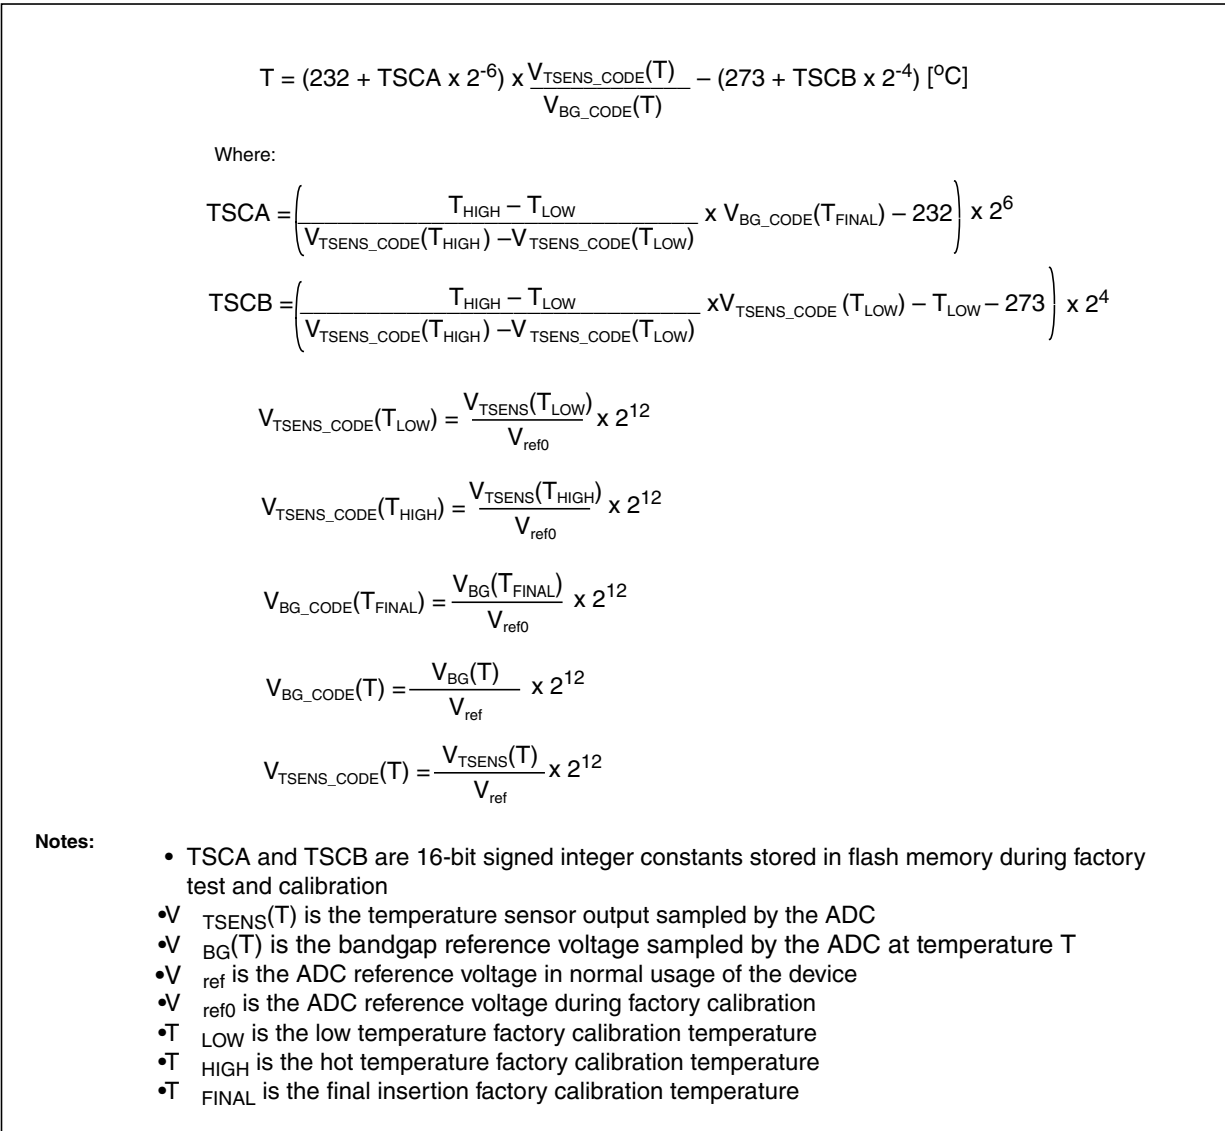 T = (232 + TSCA x 2^-6) x V_TSENS_CODE(T) / V_BG_CODE(T) – (273 + TSCB x 2^-4) [°C]
Where:
TSCA = ( (T_HIGH – T_LOW) / (V_TSENS_CODE(T_HIGH) –V_TSENS_CODE(T_LOW)) x V_BG_CODE(T_FINAL) – 232 ) x 2^6
TSCB = ( (T_HIGH – T_LOW) / (V_TSENS_CODE(T_HIGH) –V_TSENS_CODE(T_LOW)) xV_TSENS_CODE (T_LOW) – T_LOW – 273 ) x 2^4
V_TSENS_CODE(T_LOW) = V_TSENS(T_LOW) / V_ref0 x 2^12
V_TSENS_CODE(T_HIGH) = V_TSENS(T_HIGH) / V_ref0 x 2^12
V_BG_CODE(T_FINAL) = V_BG(T_FINAL) / V_ref0 x 2^12
V_BG_CODE(T) = V_BG(T) / V_ref x 2^12
V_TSENS_CODE(T) = V_TSENS(T) / V_ref x 2^12
Notes:
• TSCA and TSCB are 16-bit signed integer constants stored in flash memory during factory
test and calibration
•V TSENS(T) is the temperature sensor output sampled by the ADC
•V BG(T) is the bandgap reference voltage sampled by the ADC at temperature T
•V ref is the ADC reference voltage in normal usage of the device
•V ref0 is the ADC reference voltage during factory calibration
•T LOW is the low temperature factory calibration temperature
•T HIGH is the hot temperature factory calibration temperature
•T FINAL is the final insertion factory calibration temperature